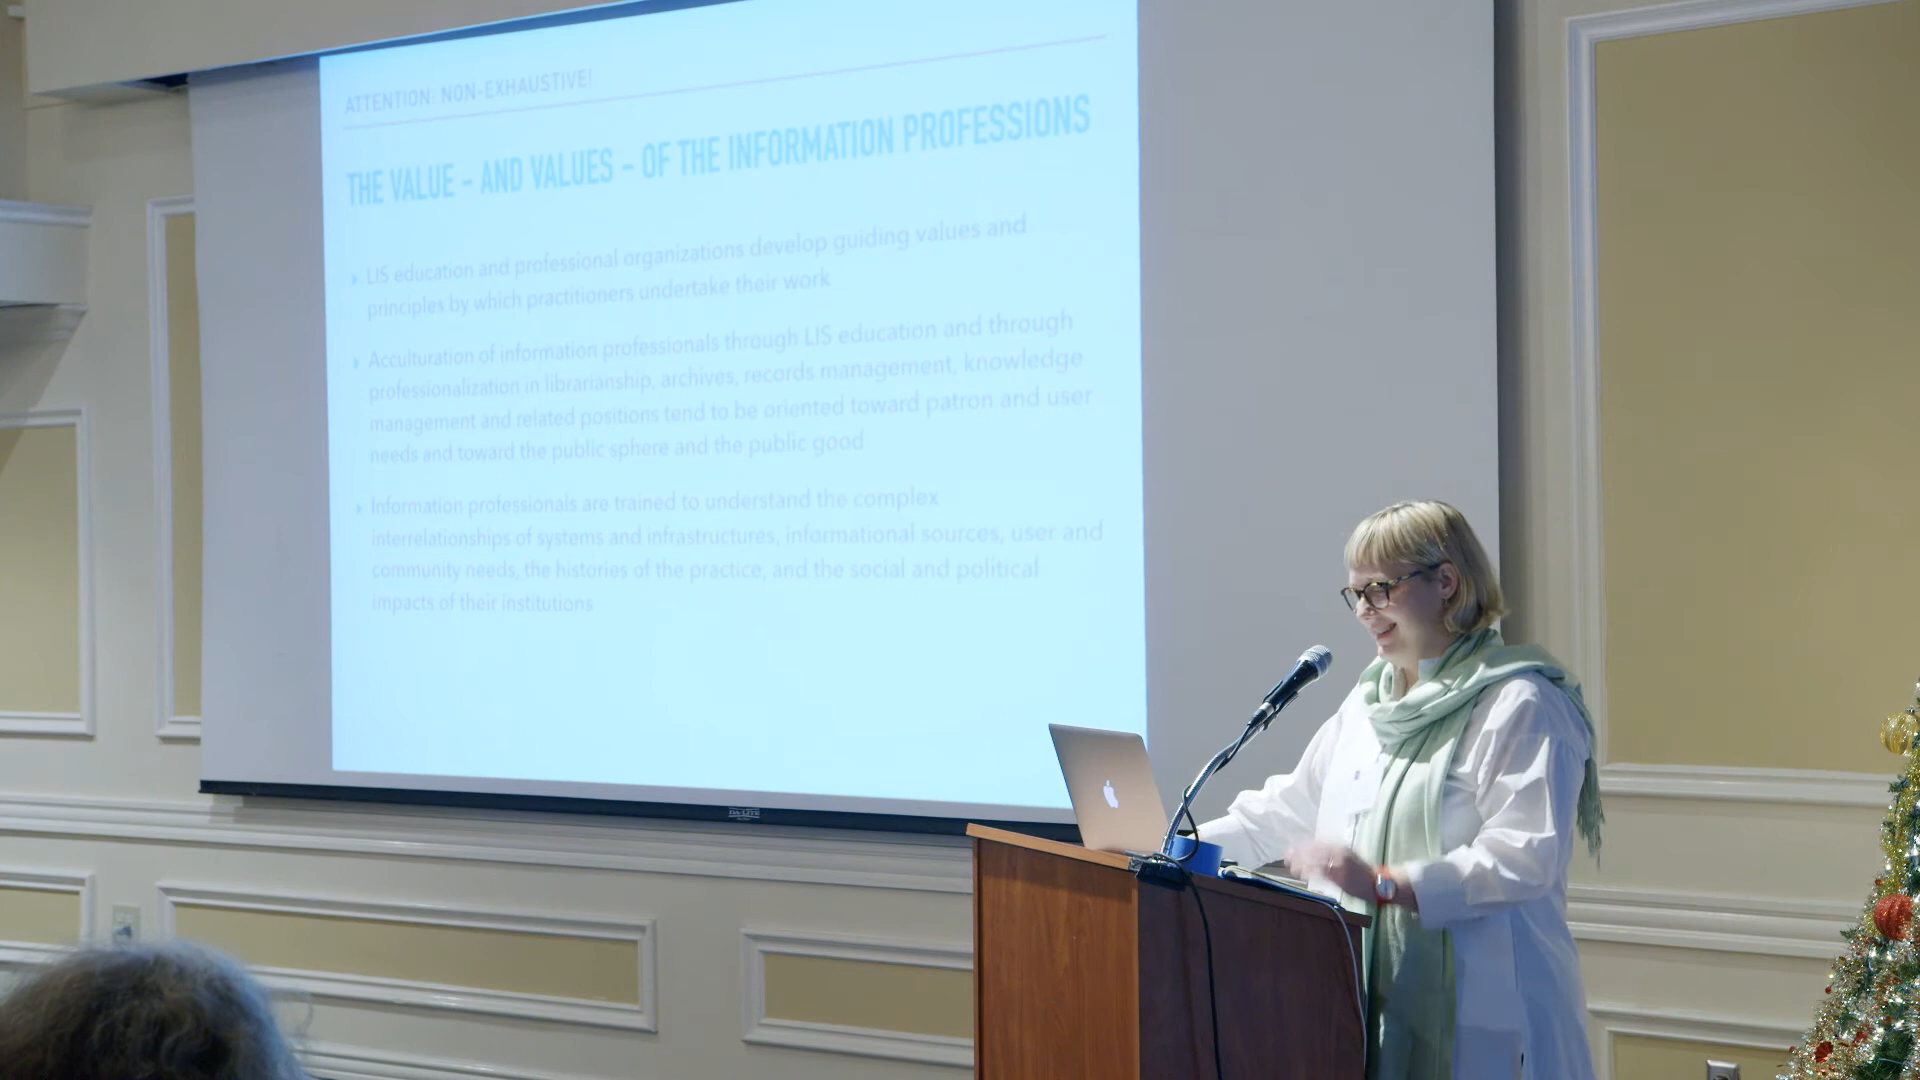 ATTENTION: NON-EXHAUSTIVE!
THE VALUE – AND VALUES – OF THE INFORMATION PROFESSIONS
LIS education and professional organizations develop guiding values and
principles by which practitioners undertake their work
Acculturation of information professionals through LIS education and through
professionalization in librarianship, archives, records management, knowledge
management and related positions tend to be oriented toward patron and user
needs and toward the public sphere and the public good
Information professionals are trained to understand the complex
interrelationships of systems and infrastructures, informational sources, user and
community needs, the histories of the practice, and the social and political
impacts of their institutions
DA-LITE